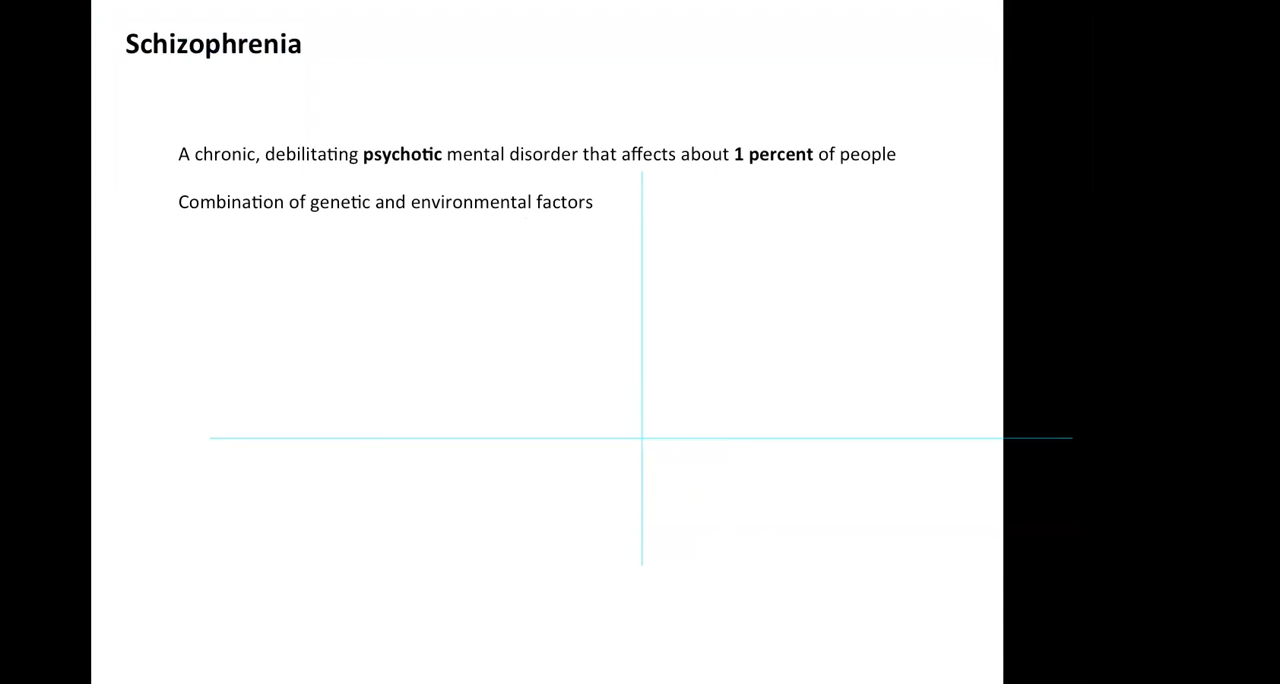 Schizophrenia
A chronic, debilitating psychotic mental disorder that affects about 1 percent of people
Combination of genetic and environmental factors